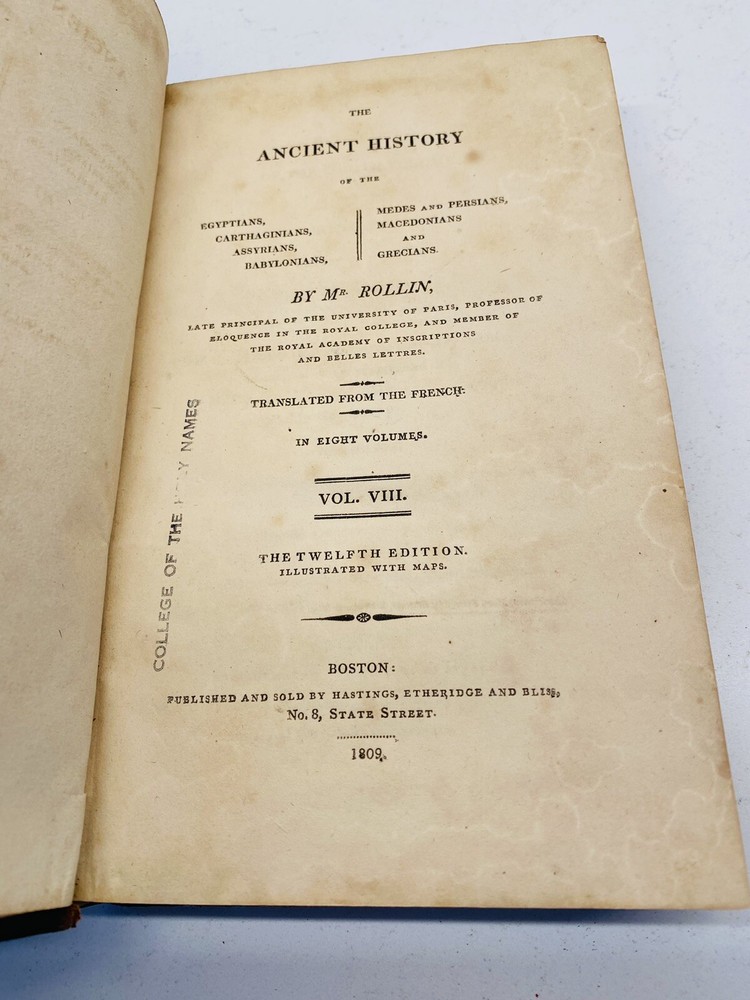 THE
ANCIENT HISTORY
OF THE
EGYPTIANS,
CARTHAGINIANS,
ASSYRIANS,
BABYLONIANS,
MEDES AND PERSIANS,
MACEDONIANS
AND
GRECIANS.
BY MR. ROLLIN,
LATE PRINCIPAL OF THE UNIVERSITY OF PARIS, PROFESSOR OF
ELOQUENCE IN THE ROYAL COLLEGE, AND MEMBER OF
THE ROYAL ACADEMY OF INSCRIPTIONS
AND BELLES LETTRES.
TRANSLATED FROM THE FRENCH.
IN EIGHT VOLUMES.
VOL. VIII.
THE TWELFTH EDITION.
ILLUSTRATED WITH MAPS.
BOSTON:
PUBLISHED AND SOLD BY HASTINGS, ETHERIDGE AND BLISS,
No. 8, STATE STREET.
1809.
COLLEGE OF THE HOLY NAMES